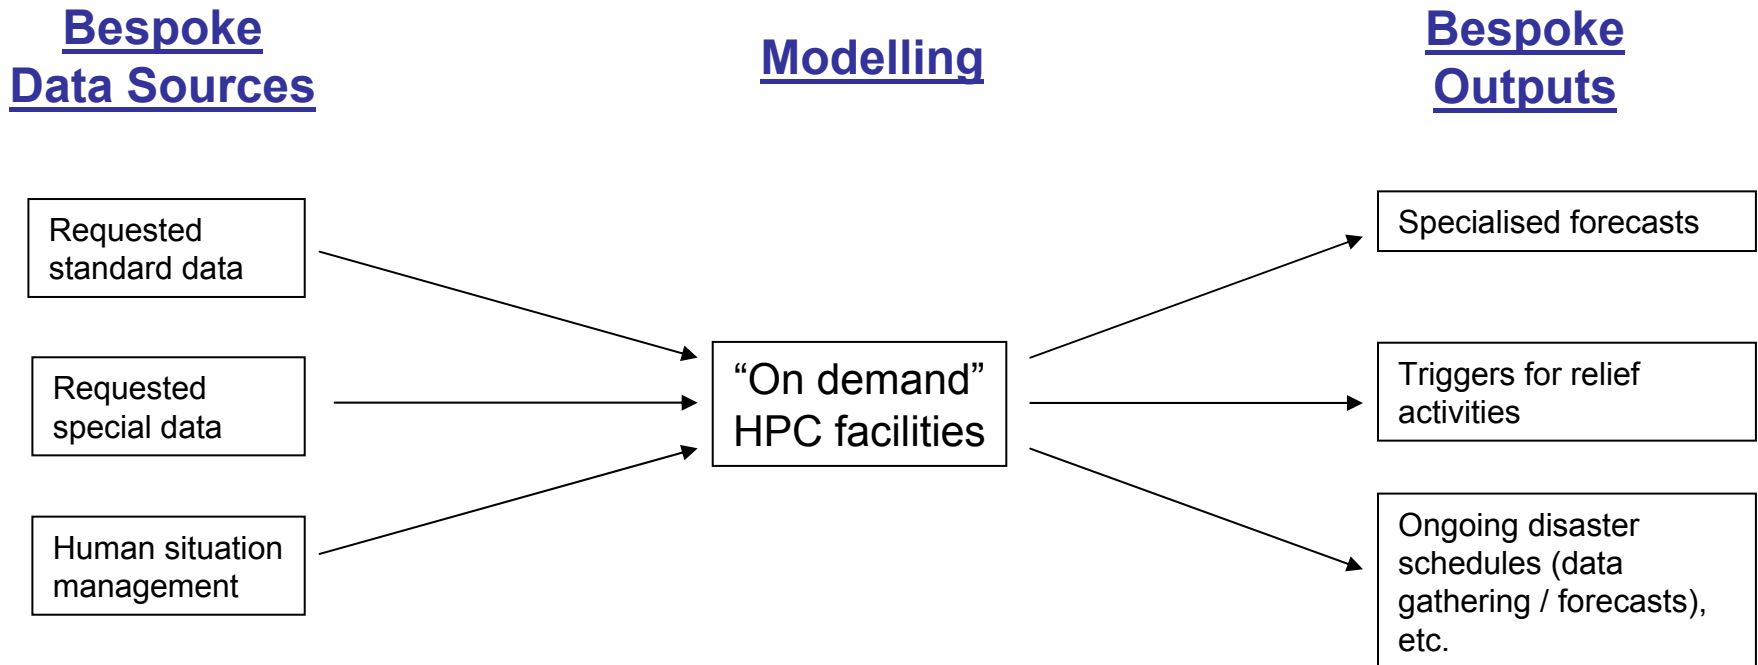 Bespoke
Data Sources
Modelling
Bespoke
Outputs
Requested
standard data
Requested
special data
Human situation
management
“On demand”
HPC facilities
Specialised forecasts
Triggers for relief
activities
Ongoing disaster
schedules (data
gathering / forecasts),
etc.